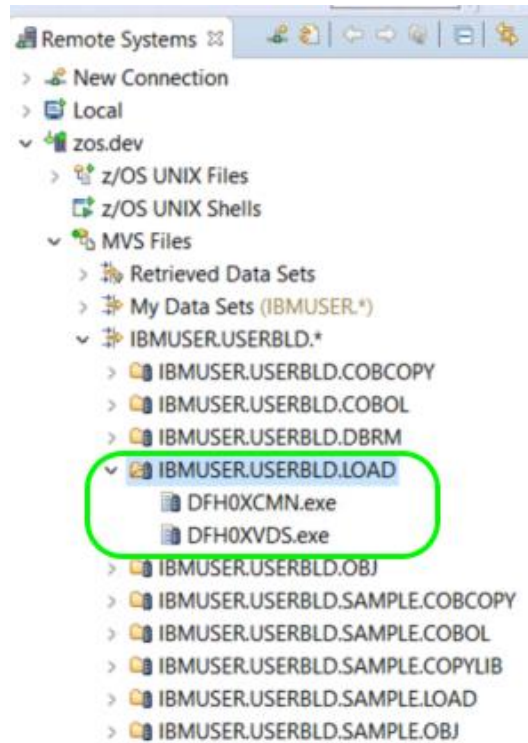 Remote Systems
New Connection
Local
zos.dev
z/OS UNIX Files
z/OS UNIX Shells
MVS Files
Retrieved Data Sets
My Data Sets (IBMUSER.*)
IBMUSER.USERBLD.*
IBMUSER.USERBLD.COBCOPY
IBMUSER.USERBLD.COBOL
IBMUSER.USERBLD.DBRM
IBMUSER.USERBLD.LOAD
DFH0XCMN.exe
DFH0XVDS.exe
IBMUSER.USERBLD.OBJ
IBMUSER.USERBLD.SAMPLE.COBCOPY
IBMUSER.USERBLD.SAMPLE.COBOL
IBMUSER.USERBLD.SAMPLE.COPYLIB
IBMUSER.USERBLD.SAMPLE.LOAD
IBMUSER.USERBLD.SAMPLE.OBJ